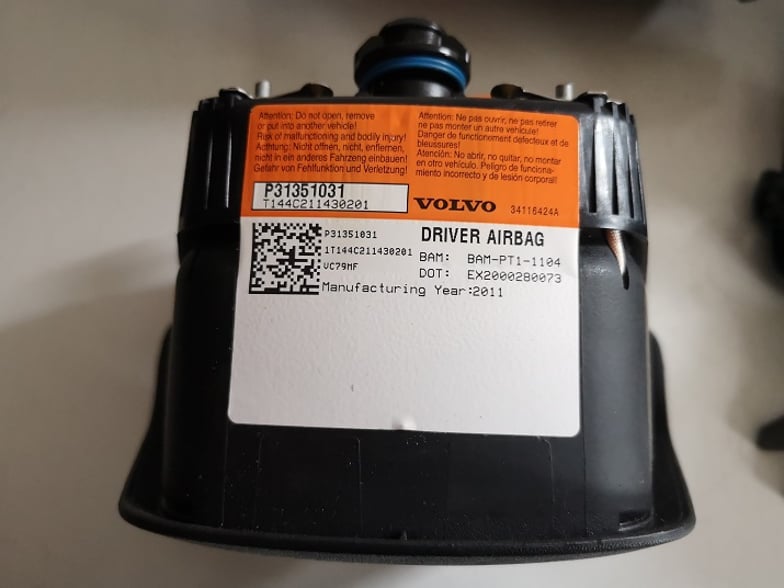 Attention: Do not open, remove
or put into another vehicle!
Risk of malfunctioning and bodily injury!
Achtung: Nicht öffnen, nicht, entfernen,
nicht in ein anderes Fahrzeng einbauen!
Gefahr von Fehlfunktion und Verletzung!
Attention: Ne pas ouvrir, ne pas retirer
ne pas monter un autre vehicule!
Danger de functionement defectueux et de
bleussures!
Atención: No abrir, no quitar, no montar
en otro vehículo. Peligro de funciona-
miento incorrecto y de lesión corporal!
P31351031
T144C211430201
VOLVO
34116424A
P31351031
1T144C211430201
VC79MF
DRIVER AIRBAG
BAM: BAM-PT1-1104
DOT: EX2000280073
Manufacturing Year:2011